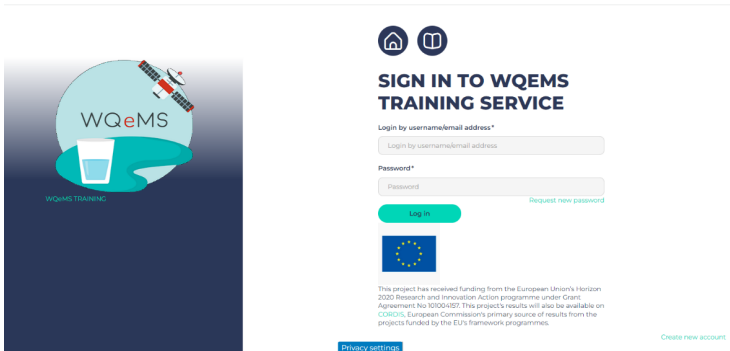 WQeMS
WQeMS TRAINING
SIGN IN TO WQEMS
TRAINING SERVICE
Login by username/email address*
Login by username/email address
Password*
Password
Request new password
Log in
This project has received funding from the European Union's Horizon
2020 Research and Innovation Action programme under Grant
Agreement No 101004157. This project's results will also be available on
CORDIS, European Commission's primary source of results from the
projects funded by the EU's framework programmes.
Create new account
Privacy settings